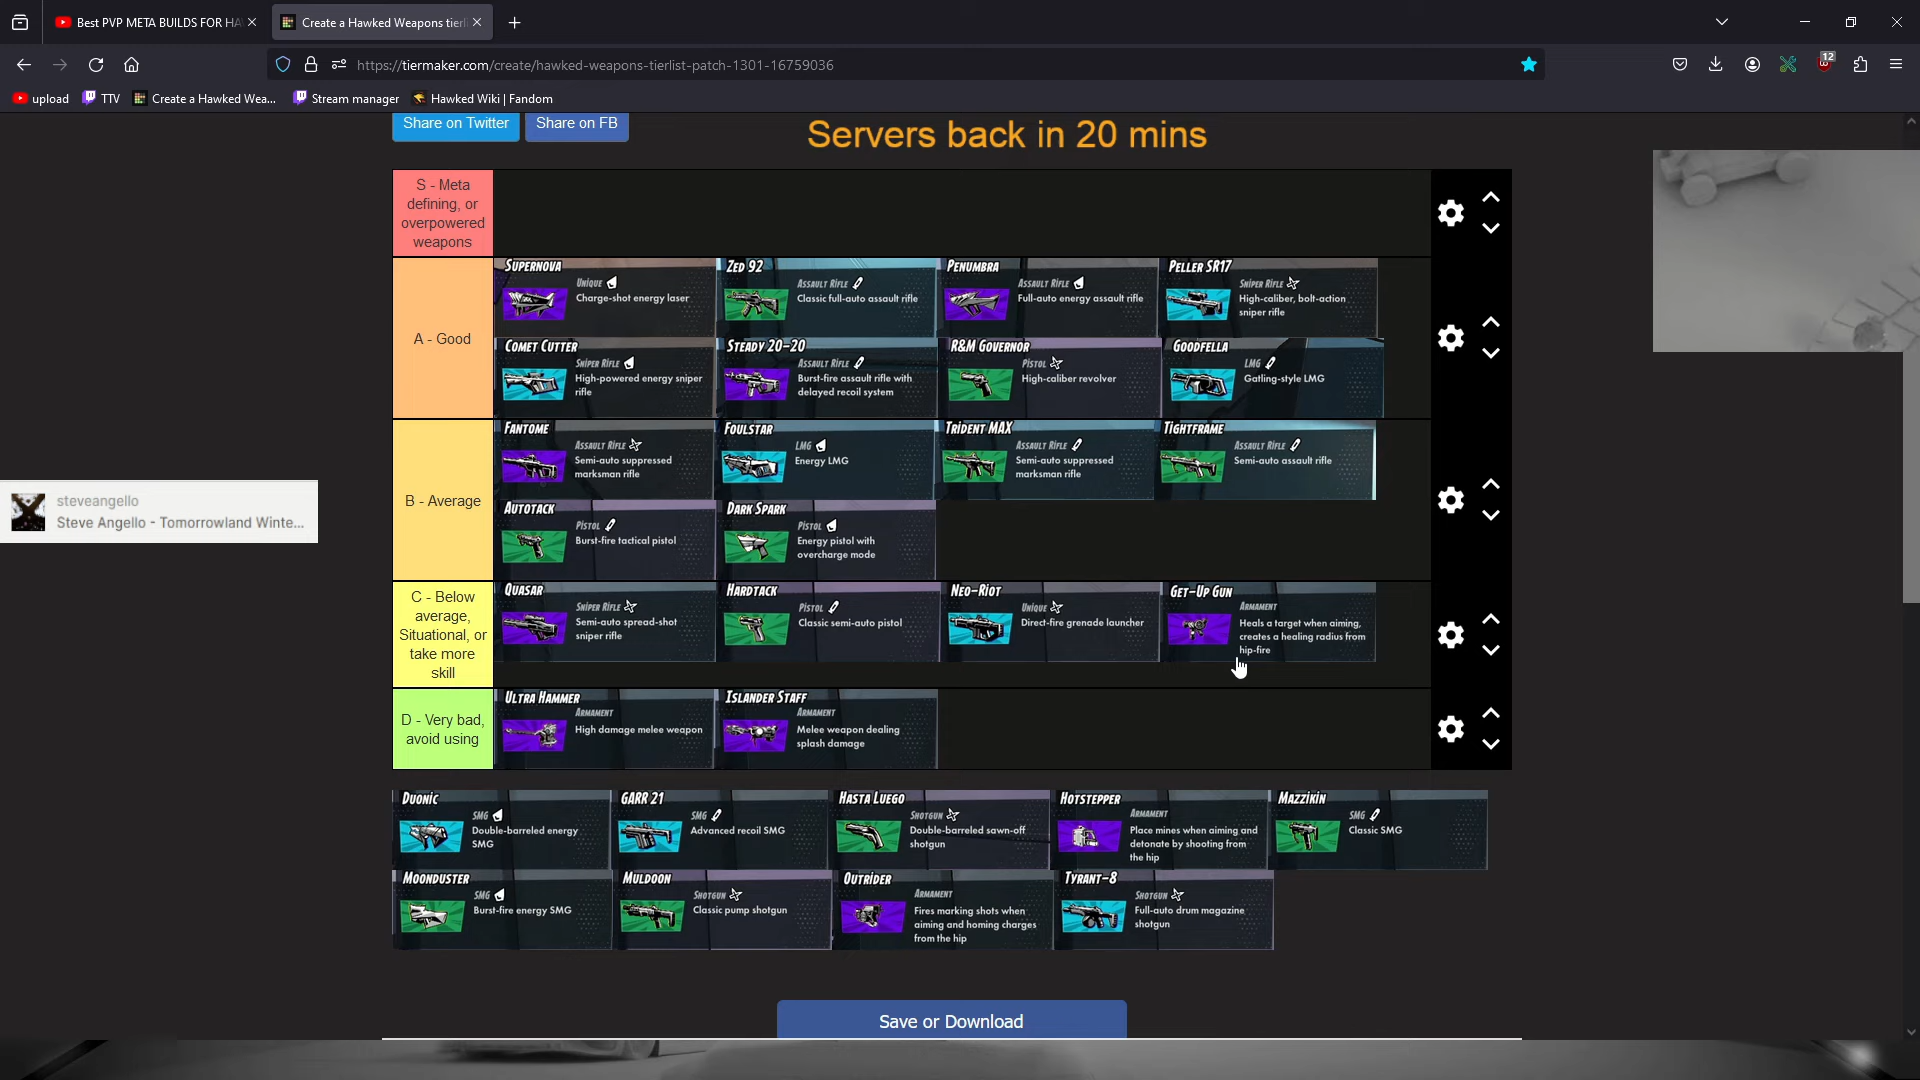 Best PVP META BUILDS FOR HA
Create a Hawked Weapons tierli
https://tiermaker.com/create/hawked-weapons-tierlist-patch-1301-16759036
12
upload
TTV
Create a Hawked Wea...
Stream manager
Hawked Wiki | Fandom
Share on Twitter
Share on FB
Servers back in 20 mins
S - Meta
defining, or
overpowered
weapons
A - Good
SUPERNOVA
UNIQUE
Charge-shot energy laser
ZED 92
ASSAULT RIFLE
Classic full-auto assault rifle
PENUMBRA
ASSAULT RIFLE
Full-auto energy assault rifle
PELLER SR17
SNIPER RIFLE
High-caliber, bolt-action
sniper rifle
COMET CUTTER
SNIPER RIFLE
High-powered energy sniper
rifle
STEADY 20-20
ASSAULT RIFLE
Burst-fire assault rifle with
delayed recoil system
R&M GOVERNOR
PISTOL
High-caliber revolver
GOODFELLA
LMG
Gatling-style LMG
B - Average
FANTOME
ASSAULT RIFLE
Semi-auto suppressed
marksman rifle
FOULSTAR
LMG
Energy LMG
TRIDENT MAX
ASSAULT RIFLE
Semi-auto suppressed
marksman rifle
TIGHTFRAME
ASSAULT RIFLE
Semi-auto assault rifle
AUTOTACK
PISTOL
Burst-fire tactical pistol
DARK SPARK
PISTOL
Energy pistol with
overcharge mode
steveangello
Steve Angello - Tomorrowland Winte...
C - Below
average,
Situational, or
take more
skill
QUASAR
SNIPER RIFLE
Semi-auto spread-shot
sniper rifle
HARDTACK
PISTOL
Classic semi-auto pistol
NEO-RIOT
UNIQUE
Direct-fire grenade launcher
GET-UP GUN
ARMAMENT
Heals a target when aiming,
creates a healing radius from
hip-fire
D - Very bad,
avoid using
ULTRA HAMMER
ARMAMENT
High damage melee weapon
ISLANDER STAFF
ARMAMENT
Melee weapon dealing
splash damage
DUONIC
SMG
Double-barreled energy
SMG
GARR 21
SMG
Advanced recoil SMG
HASTA LUEGO
SHOTGUN
Double-barreled sawn-off
shotgun
HOTSTEPPER
ARMAMENT
Place mines when aiming and
detonate by shooting from
the hip
MAZZIKIN
SMG
Classic SMG
MOONDUSTER
SMG
Burst-fire energy SMG
MULDOON
SHOTGUN
Classic pump shotgun
OUTRIDER
ARMAMENT
Fires marking shots when
aiming and homing charges
from the hip
TYRANT-8
SHOTGUN
Full-auto drum magazine
shotgun
Save or Download